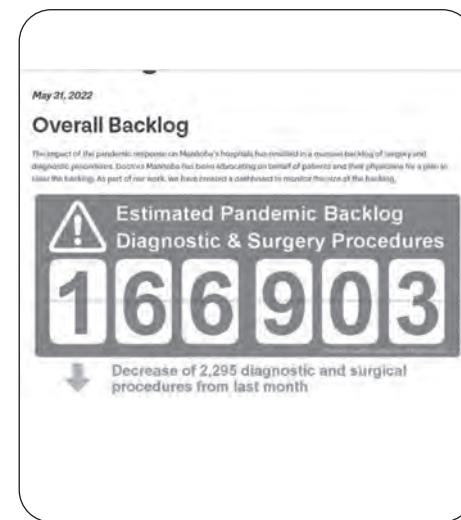 May 31, 2022
Overall Backlog
The impact of the pandemic response on Manitoba's hospitals has resulted in a massive backlog of surgery and
diagnostic procedures. Doctors Manitoba has been advocating on behalf of patients and their physicians for a plan to
clear the backlog. As part of our work, we have created a dashboard to monitor the size of the backlog.
Estimated Pandemic Backlog
Diagnostic & Surgery Procedures
166903
Decrease of 2,295 diagnostic and surgical
procedures from last month